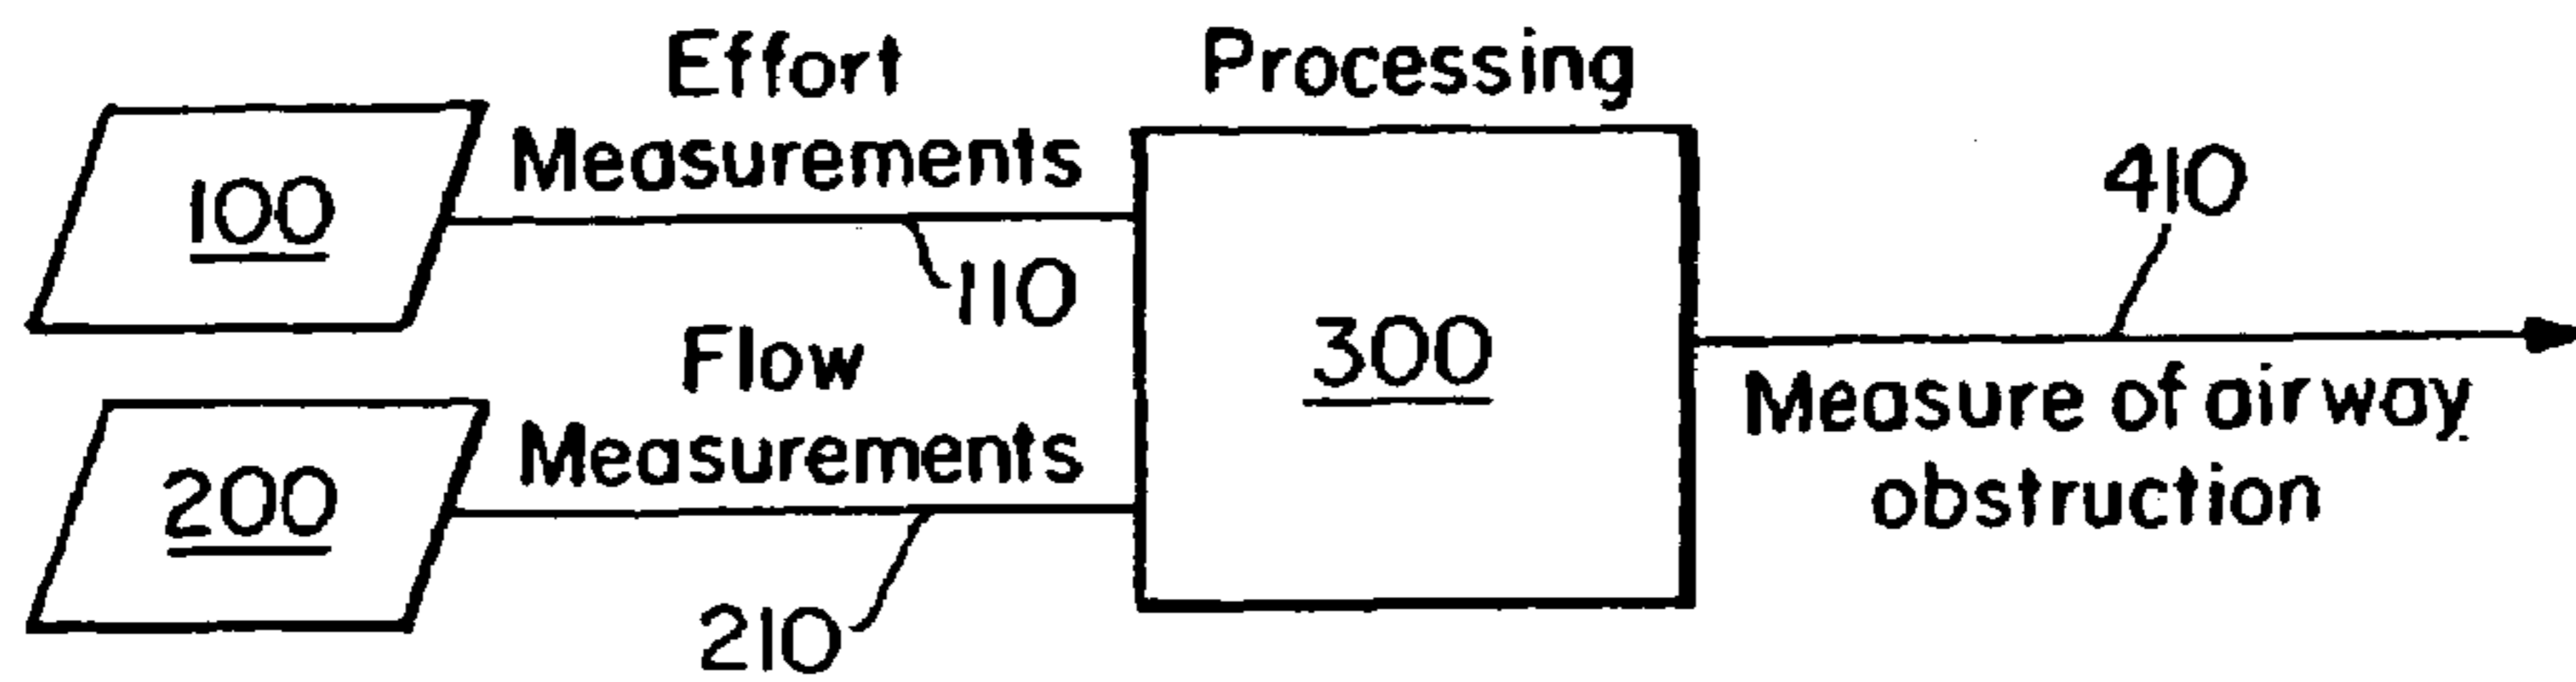 Effort
Measurements
Processing
100
110
410
Flow
Measurements
300
Measure of airway
obstruction
200
210